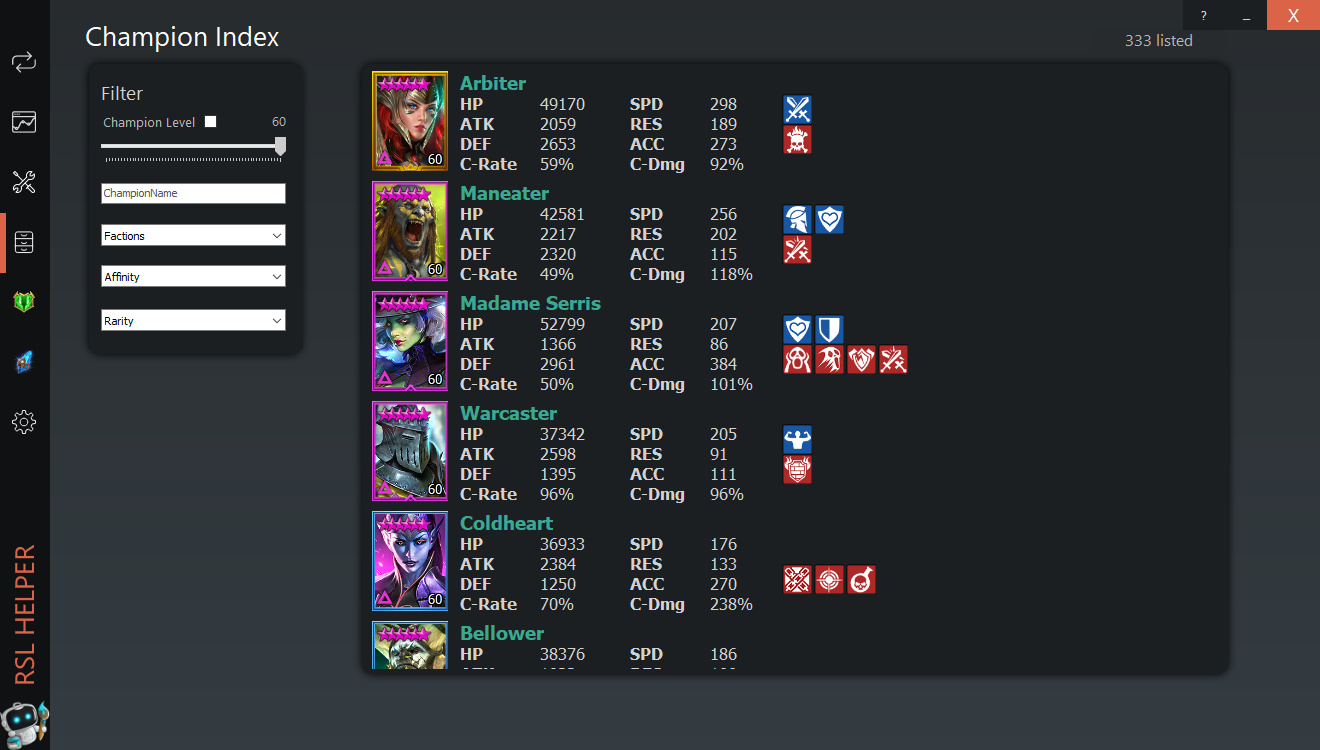 ? _ X
Champion Index
333 listed
Filter
Champion Level 60
ChampionName
Factions
Affinity
Rarity
Arbiter
HP 49170 SPD 298
ATK 2059 RES 189
DEF 2653 ACC 273
C-Rate 59% C-Dmg 92%
60
Maneater
HP 42581 SPD 256
ATK 2217 RES 202
DEF 2320 ACC 115
C-Rate 49% C-Dmg 118%
60
Madame Serris
HP 52799 SPD 207
ATK 1366 RES 86
DEF 2961 ACC 384
C-Rate 50% C-Dmg 101%
60
Warcaster
HP 37342 SPD 205
ATK 2598 RES 91
DEF 1395 ACC 111
C-Rate 96% C-Dmg 96%
60
Coldheart
HP 36933 SPD 176
ATK 2384 RES 133
DEF 1250 ACC 270
C-Rate 70% C-Dmg 238%
60
Bellower
HP 38376 SPD 186
RSL HELPER